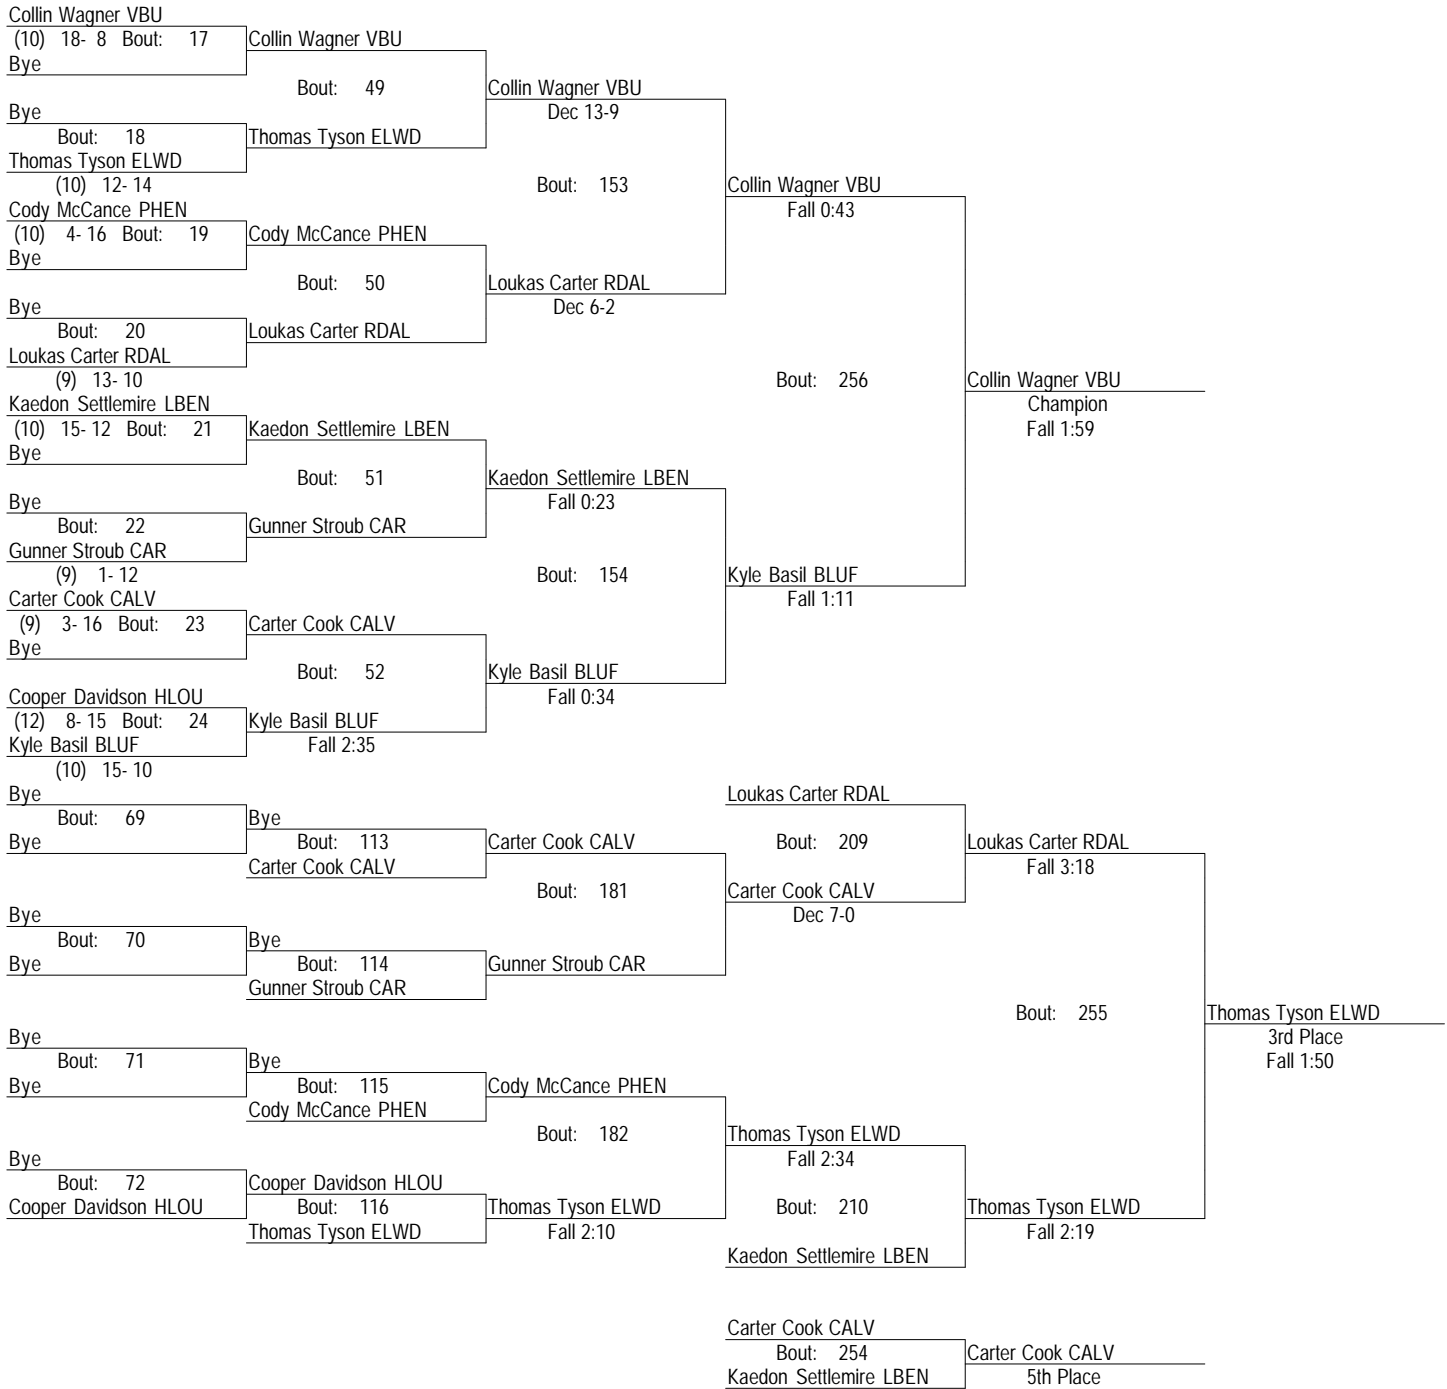 Collin Wagner VBU
(10) 18- 8 Bout: 17 Collin Wagner VBU
Bye
Bout: 49 Collin Wagner VBU
Bye Dec 13-9
Bout: 18 Thomas Tyson ELWD
Thomas Tyson ELWD
(10) 12- 14 Bout: 153 Collin Wagner VBU
Cody McCance PHEN Fall 0:43
(10) 4- 16 Bout: 19 Cody McCance PHEN
Bye
Bout: 50 Loukas Carter RDAL
Bye Dec 6-2
Bout: 20 Loukas Carter RDAL
Loukas Carter RDAL
(9) 13- 10 Bout: 256 Collin Wagner VBU
Kaedon Settlemire LBEN Champion
(10) 15- 12 Bout: 21 Kaedon Settlemire LBEN Fall 1:59
Bye
Bout: 51 Kaedon Settlemire LBEN
Bye Fall 0:23
Bout: 22 Gunner Stroub CAR
Gunner Stroub CAR
(9) 1- 12 Bout: 154 Kyle Basil BLUF
Carter Cook CALV Fall 1:11
(9) 3- 16 Bout: 23 Carter Cook CALV
Bye
Bout: 52 Kyle Basil BLUF
Cooper Davidson HLOU Fall 0:34
(12) 8- 15 Bout: 24 Kyle Basil BLUF
Kyle Basil BLUF Fall 2:35
(10) 15- 10
Bye Loukas Carter RDAL
Bout: 69 Bye
Bye Bout: 113 Carter Cook CALV Bout: 209 Loukas Carter RDAL
Carter Cook CALV Fall 3:18
Bout: 181 Carter Cook CALV
Bye Dec 7-0
Bout: 70 Bye
Bye Bout: 114 Gunner Stroub CAR
Gunner Stroub CAR
Bout: 255 Thomas Tyson ELWD
Bye 3rd Place
Bout: 71 Bye Fall 1:50
Bye Bout: 115 Cody McCance PHEN
Cody McCance PHEN
Bout: 182 Thomas Tyson ELWD
Bye Fall 2:34
Bout: 72 Cooper Davidson HLOU
Cooper Davidson HLOU Bout: 116 Thomas Tyson ELWD Bout: 210 Thomas Tyson ELWD
Thomas Tyson ELWD Fall 2:10 Fall 2:19
Kaedon Settlemire LBEN
Carter Cook CALV
Bout: 254 Carter Cook CALV
Kaedon Settlemire LBEN 5th Place